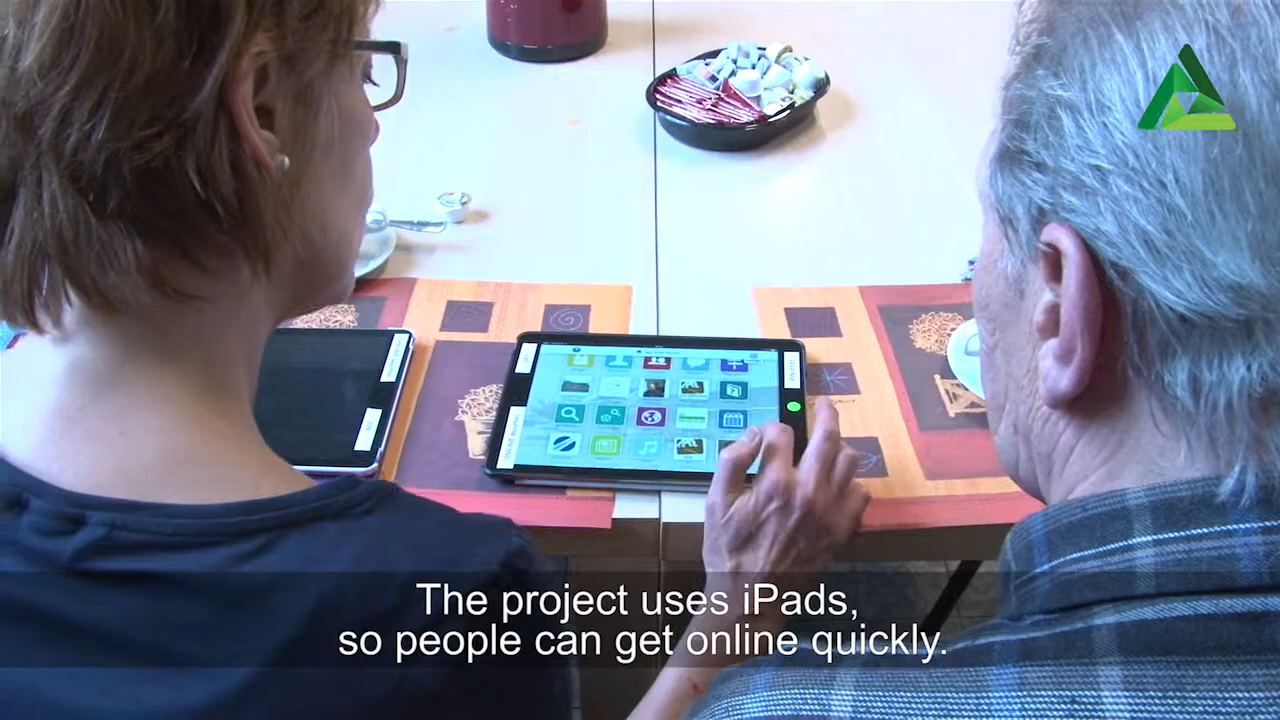 The project uses iPads,
so people can get online quickly.